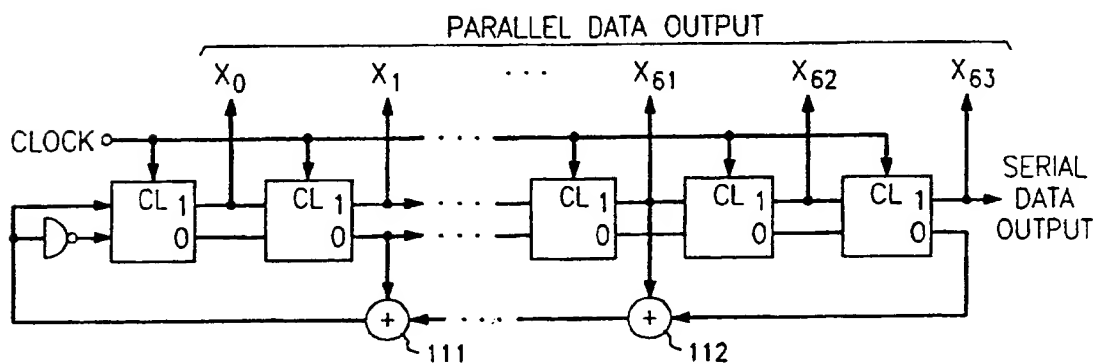 PARALLEL DATA OUTPUT
X0 X1 ... X61 X62 X63
CLOCK
CL 1 CL 1 CL 1 CL 1 CL 1
0 0 0 0 0
SERIAL
DATA
OUTPUT
+ +
111 112